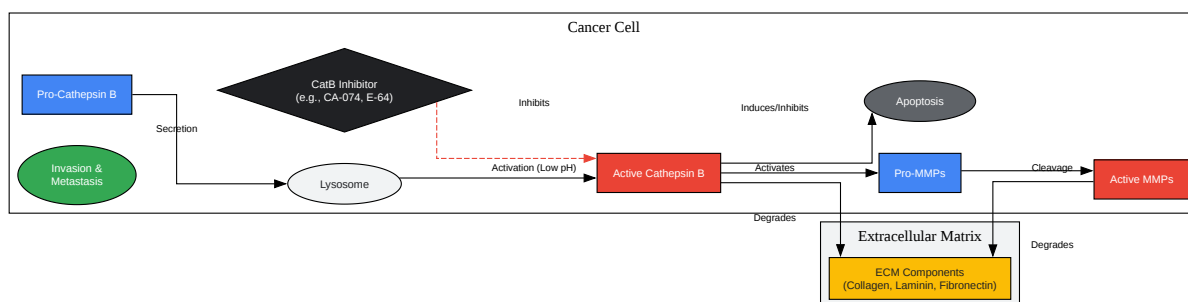 Cancer Cell
CatB Inhibitor
(e.g., CA-074, E-64)
Pro-Cathepsin B
Inhibits
Induces/Inhibits
Apoptosis
Secretion
Invasion &
Metastasis
Lysosome
Activation (Low pH)
Active Cathepsin B
Activates
Pro-MMPs
Cleavage
Active MMPs
Degrades
Extracellular Matrix
Degrades
ECM Components
(Collagen, Laminin, Fibronectin)